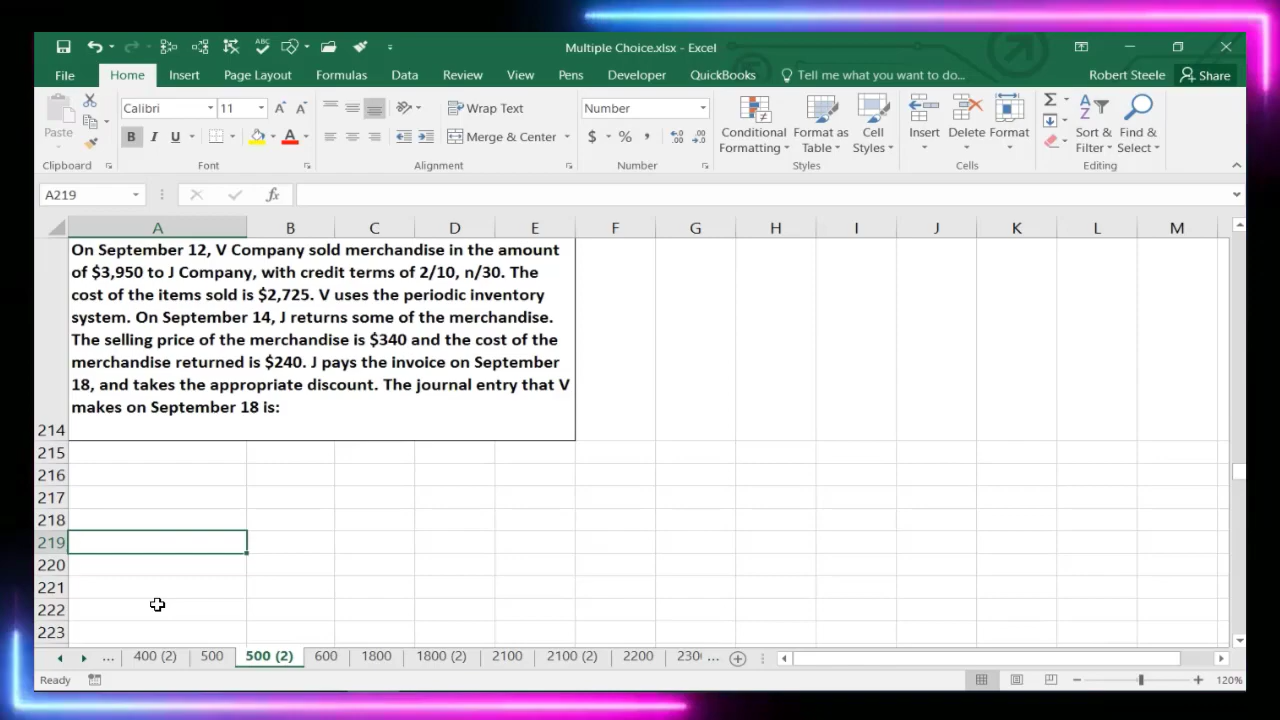 Multiple Choice.xlsx - Excel
File Home Insert Page Layout Formulas Data Review View Pens Developer QuickBooks Tell me what you want to do... Robert Steele Share
Paste Calibri 11 Wrap Text Number Conditional Format as Cell Insert Delete Format Sort & Find &
B I U A Merge & Center $ % , Formatting Table Styles Filter Select
Clipboard Font Alignment Number Styles Cells Editing
A219 fx
A B C D E F G H I J K L M
On September 12, V Company sold merchandise in the amount
of $3,950 to J Company, with credit terms of 2/10, n/30. The
cost of the items sold is $2,725. V uses the periodic inventory
system. On September 14, J returns some of the merchandise.
The selling price of the merchandise is $340 and the cost of the
merchandise returned is $240. J pays the invoice on September
18, and takes the appropriate discount. The journal entry that V
makes on September 18 is:
214
215
216
217
218
219
220
221
222
223
... 400 (2) 500 500 (2) 600 1800 1800 (2) 2100 2100 (2) 2200 230 ...
Ready 120%